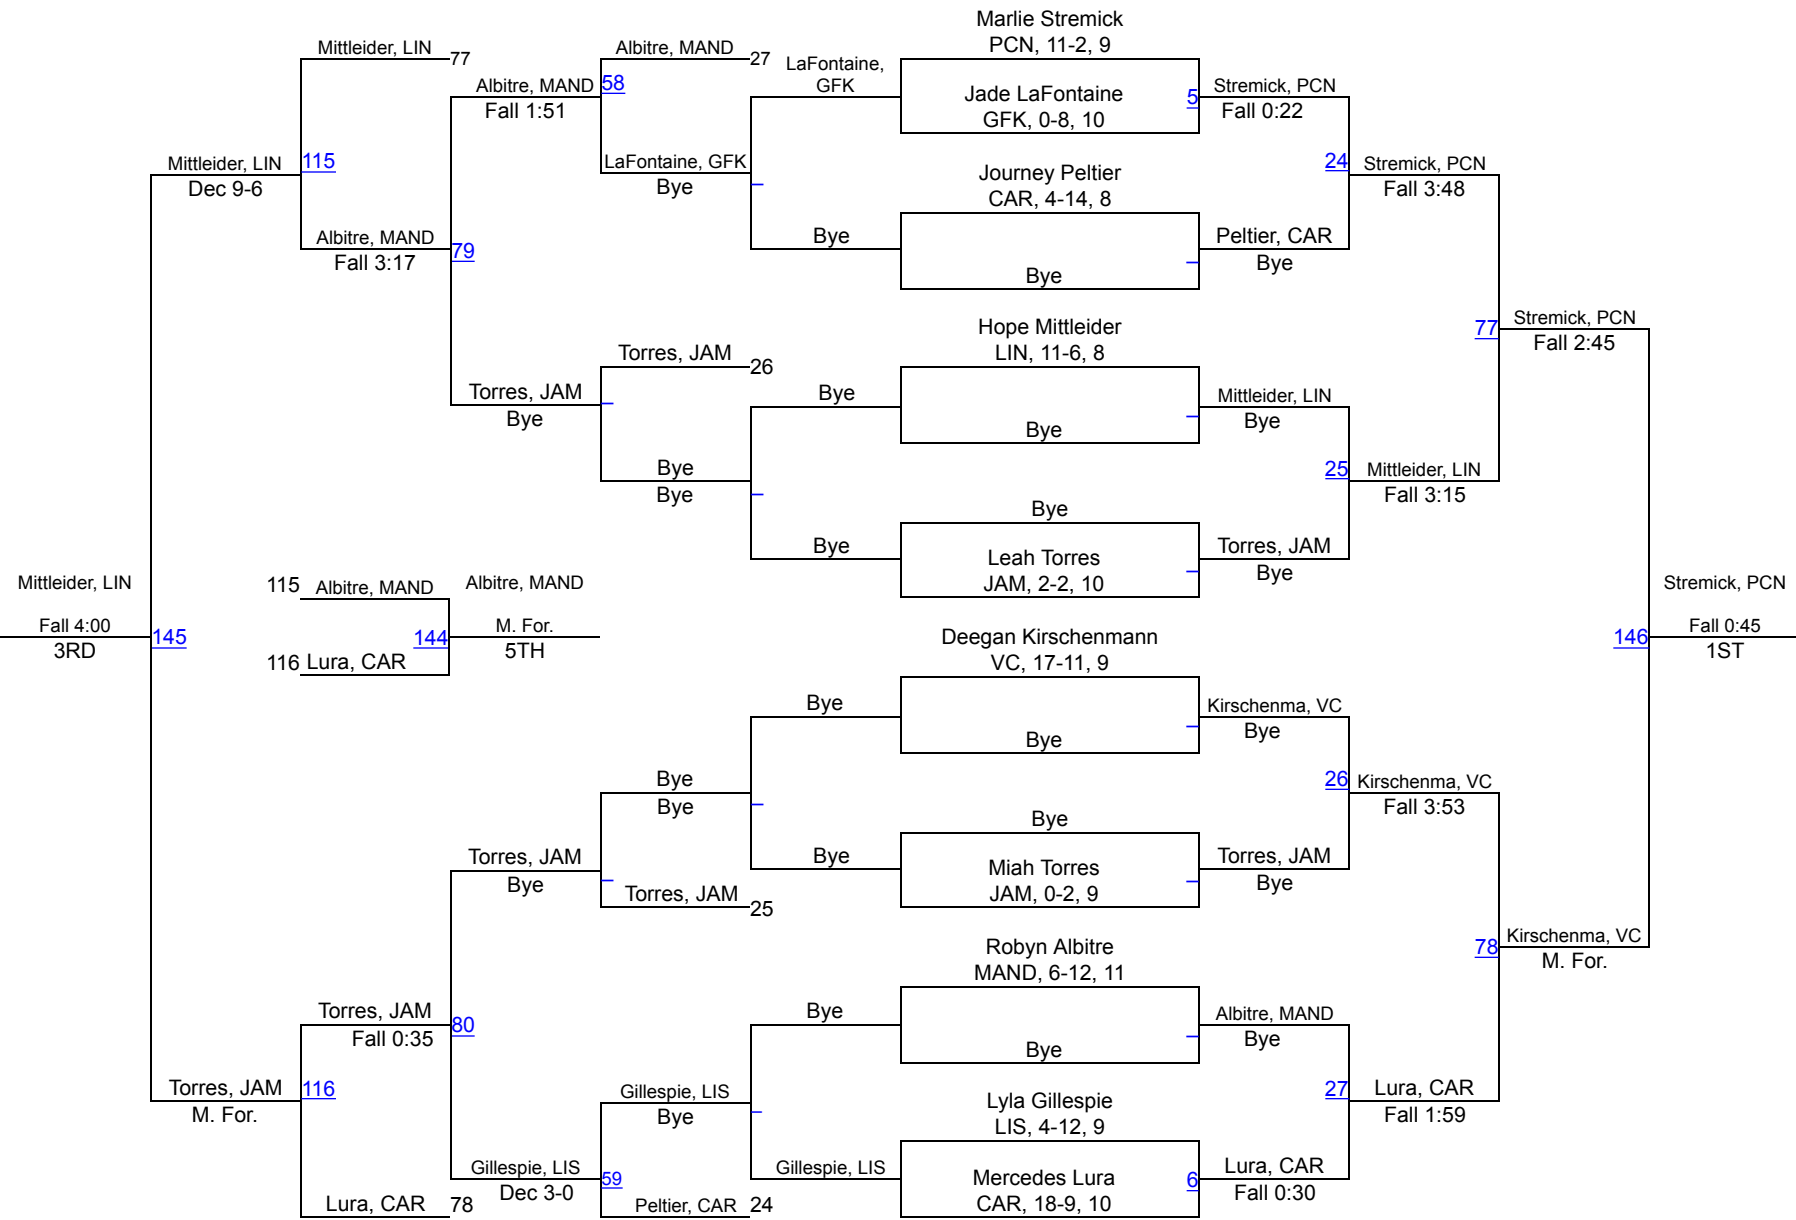 Marlie Stremick
PCN, 11-2, 9
Mittleider, LIN
77
Albitre, MAND
27
LaFontaine,
GFK
Albitre, MAND
58
Fall 1:51
Jade LaFontaine
GFK, 0-8, 10
5
Stremick, PCN
Fall 0:22
Mittleider, LIN
115
Dec 9-6
LaFontaine, GFK
Bye
Journey Peltier
CAR, 4-14, 8
24
Stremick, PCN
Fall 3:48
Albitre, MAND
79
Fall 3:17
Bye
Bye
Peltier, CAR
Bye
Hope Mittleider
LIN, 11-6, 8
77
Stremick, PCN
Fall 2:45
Torres, JAM
26
Torres, JAM
Bye
Bye
Bye
Mittleider, LIN
Bye
Bye
Bye
25
Mittleider, LIN
Fall 3:15
Bye
Bye
Leah Torres
JAM, 2-2, 10
Torres, JAM
Bye
Mittleider, LIN
115
Albitre, MAND
Albitre, MAND
Stremick, PCN
Fall 4:00
145
144
M. For.
146
Fall 0:45
3RD
116
Lura, CAR
5TH
1ST
Deegan Kirschenmann
VC, 17-11, 9
Bye
Bye
Kirschenma, VC
Bye
Bye
Bye
26
Kirschenma, VC
Fall 3:53
Bye
Torres, JAM
Bye
Bye
Miah Torres
JAM, 0-2, 9
Torres, JAM
Bye
Torres, JAM
25
Robyn Albitre
MAND, 6-12, 11
78
Kirschenma, VC
M. For.
Torres, JAM
80
Fall 0:35
Bye
Bye
Albitre, MAND
Bye
Torres, JAM
116
M. For.
Gillespie, LIS
Bye
Lyla Gillespie
LIS, 4-12, 9
27
Lura, CAR
Fall 1:59
Gillespie, LIS
59
Dec 3-0
Gillespie, LIS
Mercedes Lura
CAR, 18-9, 10
6
Lura, CAR
Fall 0:30
Lura, CAR
78
Peltier, CAR
24